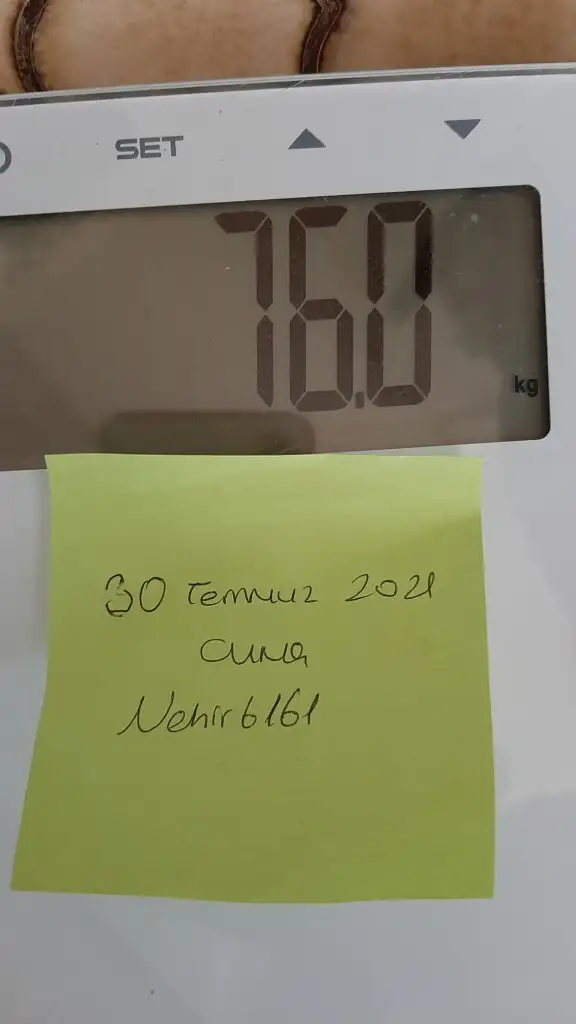 SET
76.0
kg
30 Temmuz 2021
Cuma
Nehir6161